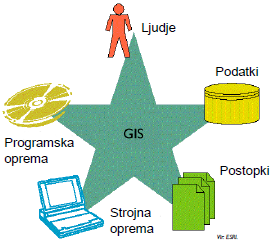 Ljudje
Podatki
GIS
Programska
oprema
Postopki
Strojna
oprema
Vir: ESRI.